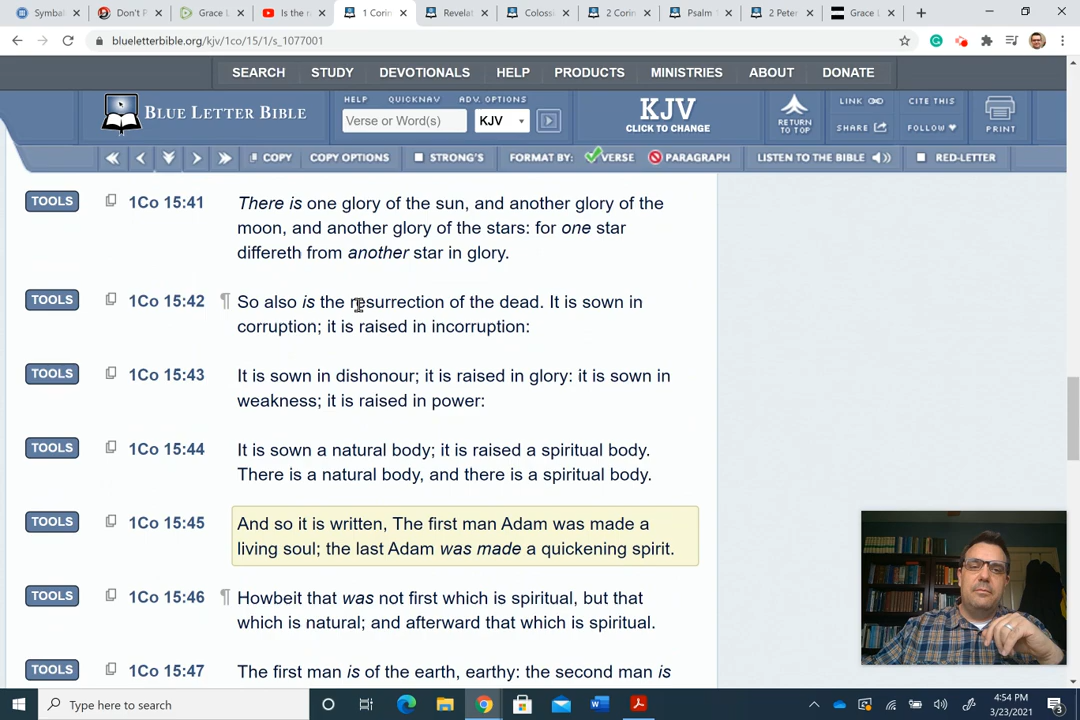 Symbol
Don't P
Grace L
Is the ra
1 Corin
Revelat
Colossi
2 Corin
Psalm 1
2 Peter
Grace L
blueletterbible.org/kjv/1co/15/1/s_1077001
SEARCH STUDY DEVOTIONALS HELP PRODUCTS MINISTRIES ABOUT DONATE
BLUE LETTER BIBLE
HELP QUICKNAV ADV. OPTIONS
Verse or Word(s) KJV
KJV
CLICK TO CHANGE
RETURN
TO TOP
LINK CITE THIS
SHARE FOLLOW
PRINT
COPY COPY OPTIONS STRONG'S FORMAT BY: VERSE PARAGRAPH LISTEN TO THE BIBLE RED-LETTER
TOOLS 1Co 15:41 There is one glory of the sun, and another glory of the
moon, and another glory of the stars: for one star
differeth from another star in glory.
TOOLS 1Co 15:42 ¶ So also is the resurrection of the dead. It is sown in
corruption; it is raised in incorruption:
TOOLS 1Co 15:43 It is sown in dishonour; it is raised in glory: it is sown in
weakness; it is raised in power:
TOOLS 1Co 15:44 It is sown a natural body; it is raised a spiritual body.
There is a natural body, and there is a spiritual body.
TOOLS 1Co 15:45 And so it is written, The first man Adam was made a
living soul; the last Adam was made a quickening spirit.
TOOLS 1Co 15:46 ¶ Howbeit that was not first which is spiritual, but that
which is natural; and afterward that which is spiritual.
TOOLS 1Co 15:47 The first man is of the earth, earthy: the second man is
Type here to search
4:54 PM
3/23/2021
3